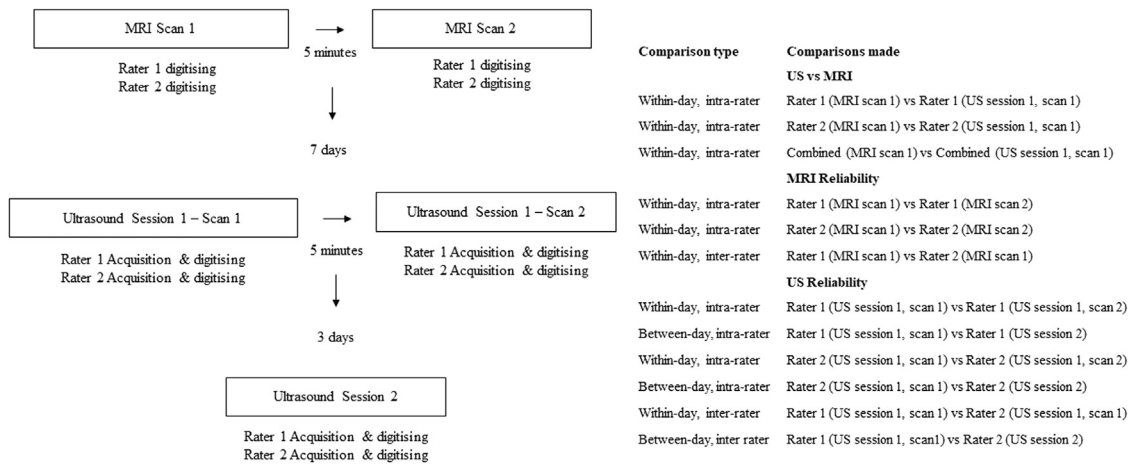 MRI Scan 1
MRI Scan 2
5 minutes
Rater 1 digitising
Rater 2 digitising
Rater 1 digitising
Rater 2 digitising
7 days
Ultrasound Session 1 – Scan 1
Ultrasound Session 1 – Scan 2
5 minutes
Rater 1 Acquisition & digitising
Rater 2 Acquisition & digitising
Rater 1 Acquisition & digitising
Rater 2 Acquisition & digitising
3 days
Ultrasound Session 2
Rater 1 Acquisition & digitising
Rater 2 Acquisition & digitising
Comparison type Comparisons made
US vs MRI
Within-day, intra-rater Rater 1 (MRI scan 1) vs Rater 1 (US session 1, scan 1)
Within-day, intra-rater Rater 2 (MRI scan 1) vs Rater 2 (US session 1, scan 1)
Within-day, intra-rater Combined (MRI scan 1) vs Combined (US session 1, scan 1)
MRI Reliability
Within-day, intra-rater Rater 1 (MRI scan 1) vs Rater 1 (MRI scan 2)
Within-day, intra-rater Rater 2 (MRI scan 1) vs Rater 2 (MRI scan 2)
Within-day, inter-rater Rater 1 (MRI scan 1) vs Rater 2 (MRI scan 1)
US Reliability
Within-day, intra-rater Rater 1 (US session 1, scan 1) vs Rater 1 (US session 1, scan 2)
Between-day, intra-rater Rater 1 (US session 1, scan 1) vs Rater 1 (US session 2)
Within-day, intra-rater Rater 2 (US session 1, scan 1) vs Rater 2 (US session 1, scan 2)
Between-day, intra-rater Rater 2 (US session 1, scan 1) vs Rater 2 (US session 2)
Within-day, inter-rater Rater 1 (US session 1, scan 1) vs Rater 2 (US session 1, scan 1)
Between-day, inter rater Rater 1 (US session 1, scan1) vs Rater 2 (US session 2)